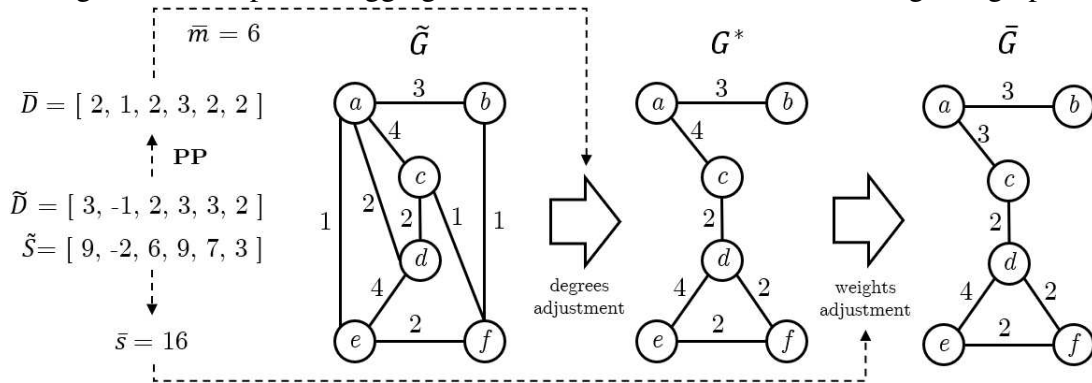 m̄ = 6
G̃
G*
Ḡ
D̄ = [ 2, 1, 2, 3, 2, 2 ]
PP
D̃ = [ 3, -1, 2, 3, 3, 2 ]
S̃= [ 9, -2, 6, 9, 7, 3 ]
s̄ = 16
a 3 b
4
c
1 2 2 1 1
d
4
e 2 f
degrees
adjustment
a 3 b
4
c
2
d
4 2
e 2 f
weights
adjustment
a 3 b
3
c
2
d
4 2
e 2 f